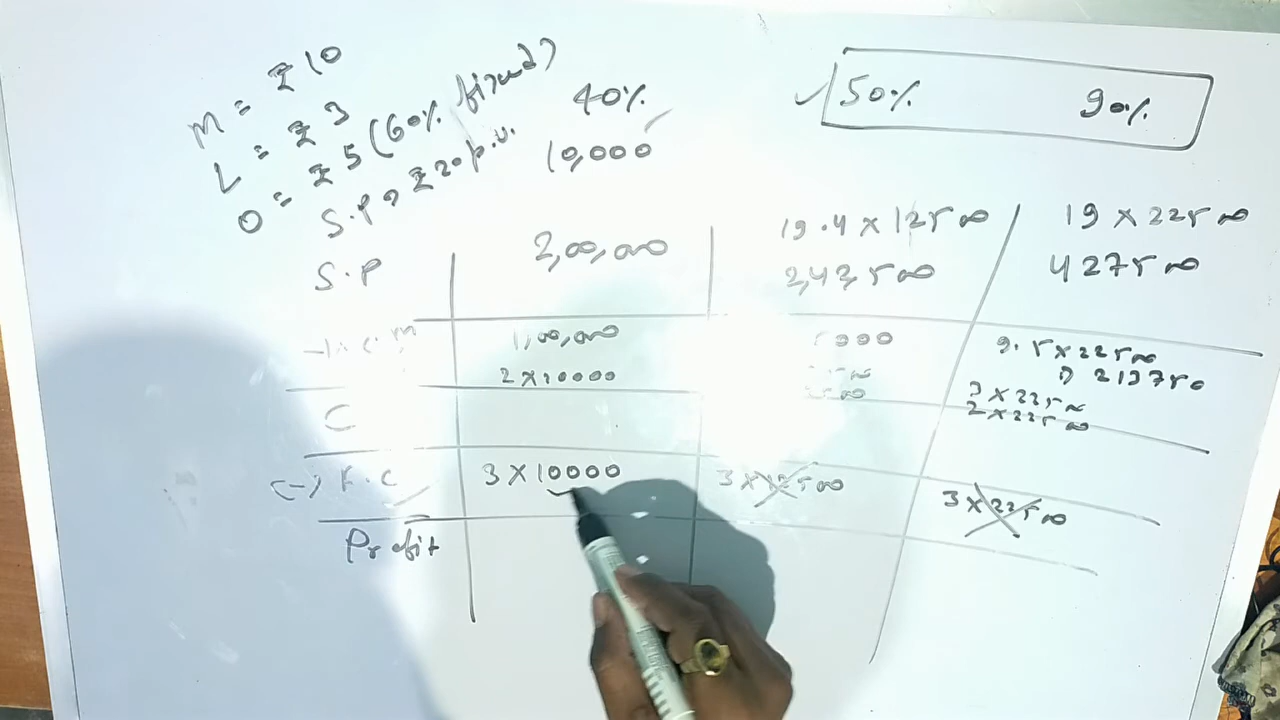 M = ₹10
L = ₹3
O = ₹5 (60% fixed)
S.P ₹20 p.u.
40%
10,000
50% 90%
19.4 x 12500
19 x 22500
S.P 2,00,000 2,42,500 427500
1,00,000 9.5 x 22500
213750
2 x 10000 3 x 22500
2 x 22500
C
(-) F.C 3 x 10000 3 x 12500 3 x 22500
Profit